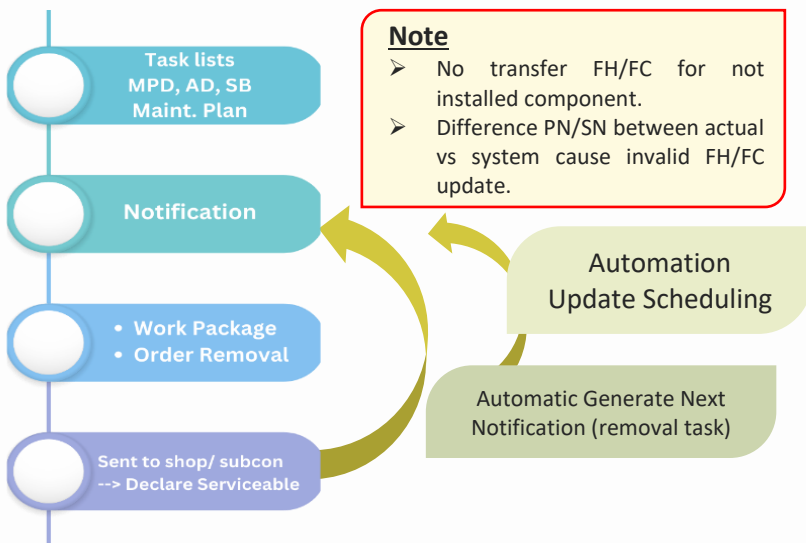 Task lists
MPD, AD, SB
Maint. Plan
Note
➢ No transfer FH/FC for not
installed component.
➢ Difference PN/SN between actual
vs system cause invalid FH/FC
update.
Notification
Automation
Update Scheduling
• Work Package
• Order Removal
Automatic Generate Next
Notification (removal task)
Sent to shop/ subcon
--> Declare Serviceable